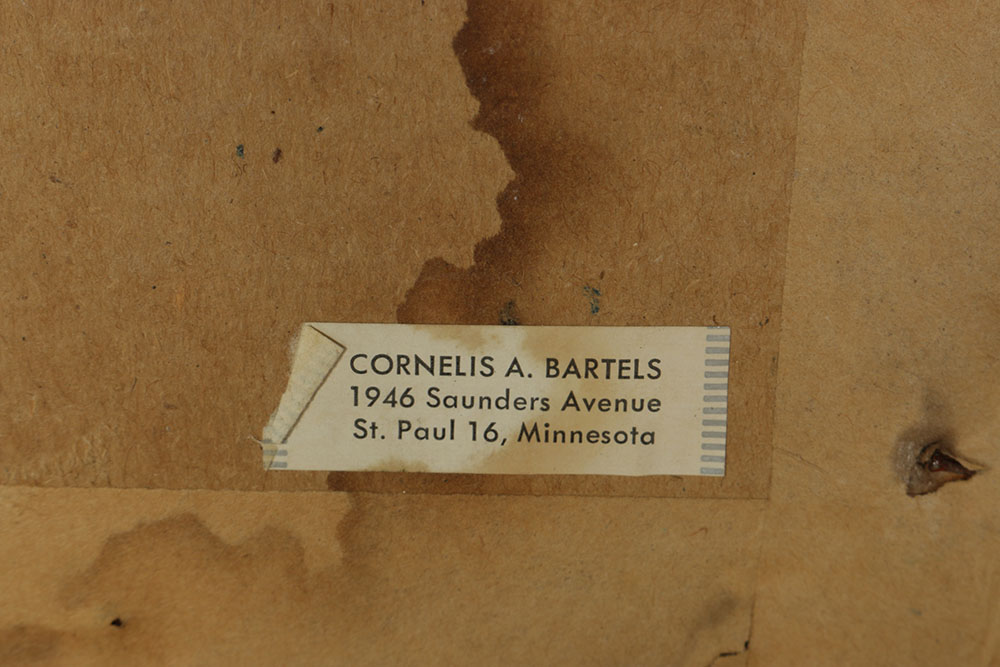 CORNELIS A. BARTELS
1946 Saunders Avenue
St. Paul 16, Minnesota